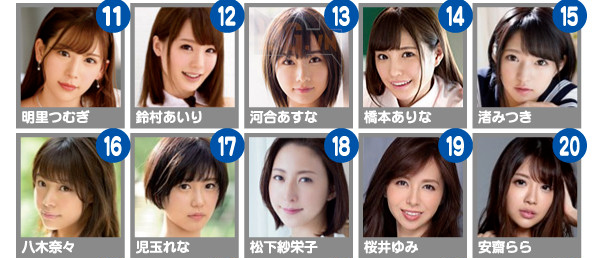 11
明里つむぎ
12
鈴村あいり
13
河合あすな
14
橋本ありな
15
渚みつき
16
八木奈々
17
児玉れな
18
松下紗栄子
19
桜井ゆみ
20
安齋らら